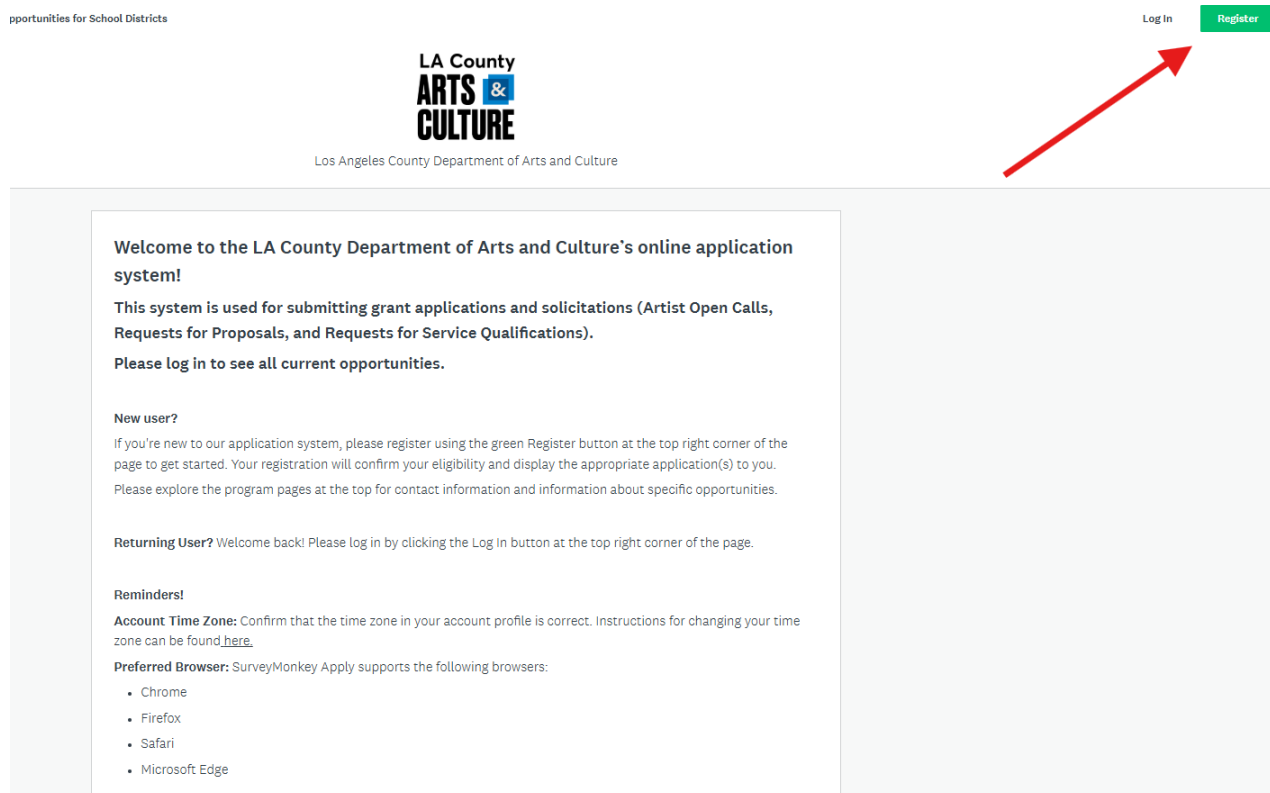 pportunities for School Districts
Log In
Register
LA County
ARTS &
CULTURE
Los Angeles County Department of Arts and Culture
Welcome to the LA County Department of Arts and Culture’s online application
system!
This system is used for submitting grant applications and solicitations (Artist Open Calls,
Requests for Proposals, and Requests for Service Qualifications).
Please log in to see all current opportunities.
New user?
If you're new to our application system, please register using the green Register button at the top right corner of the
page to get started. Your registration will confirm your eligibility and display the appropriate application(s) to you.
Please explore the program pages at the top for contact information and information about specific opportunities.
Returning User? Welcome back! Please log in by clicking the Log In button at the top right corner of the page.
Reminders!
Account Time Zone: Confirm that the time zone in your account profile is correct. Instructions for changing your time
zone can be found here.
Preferred Browser: SurveyMonkey Apply supports the following browsers:
• Chrome
• Firefox
• Safari
• Microsoft Edge